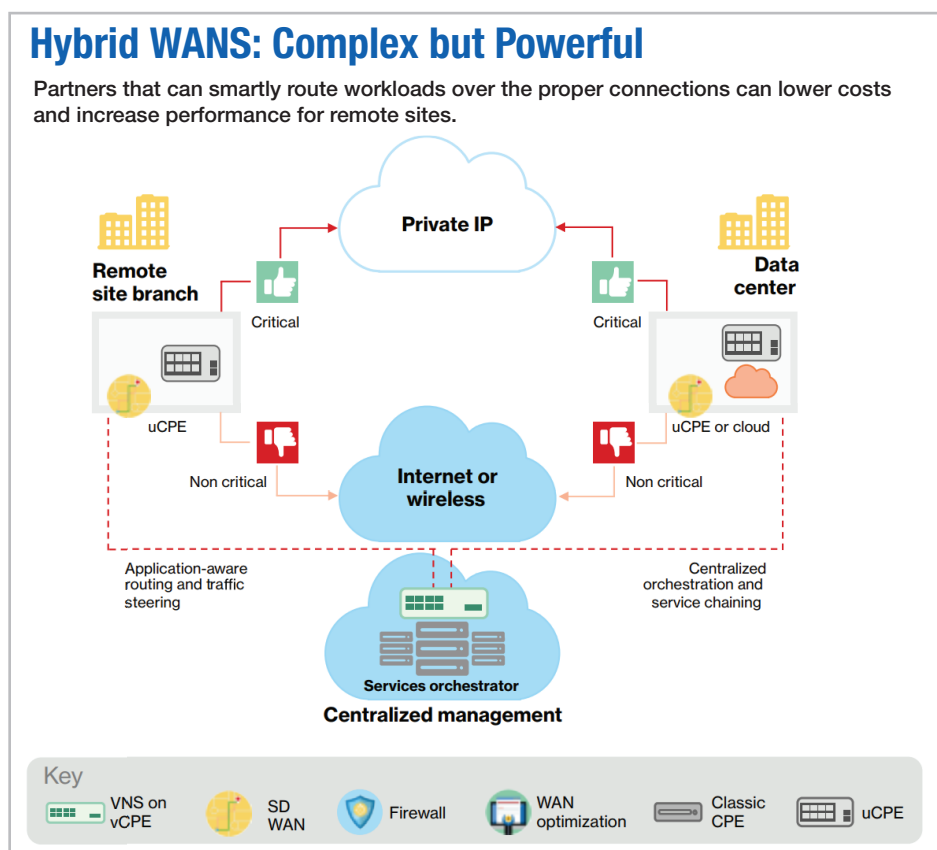 Hybrid WANS: Complex but Powerful
Partners that can smartly route workloads over the proper connections can lower costs
and increase performance for remote sites.
Private IP
Remote
site branch
Data
center
Critical
Critical
uCPE
uCPE or cloud
Internet or
wireless
Non critical
Non critical
Application-aware
routing and traffic
steering
Centralized
orchestration and
service chaining
Services orchestrator
Centralized management
Key
VNS on
vCPE
SD
WAN
Firewall
WAN
optimization
Classic
CPE
uCPE